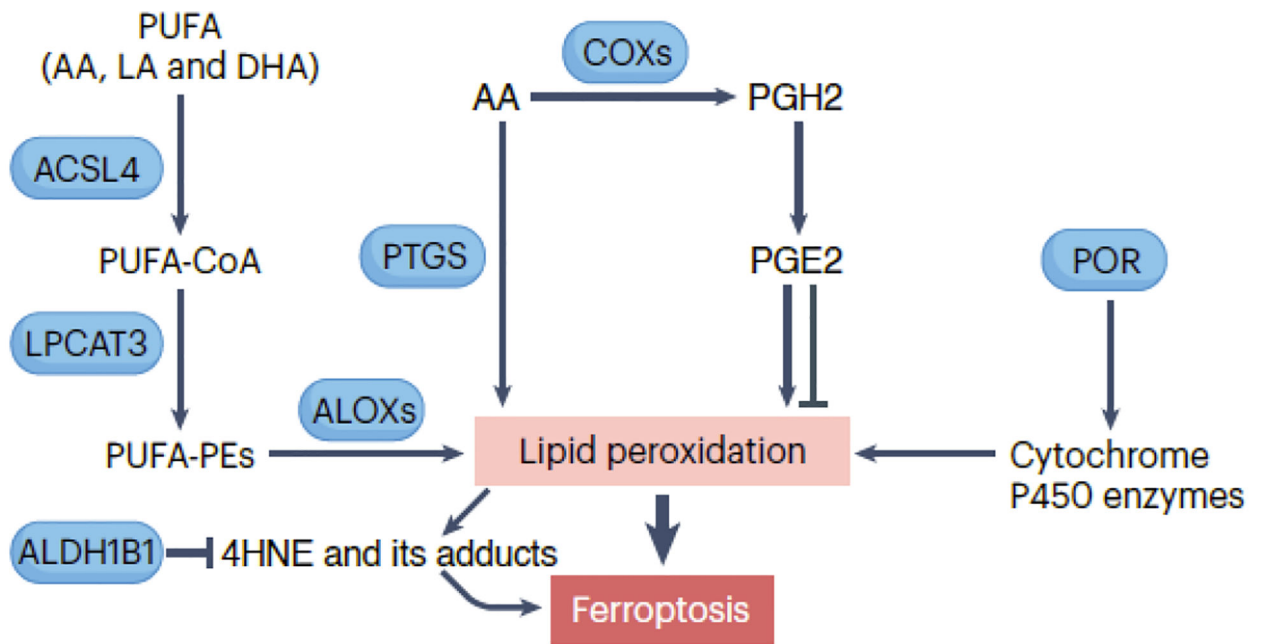 PUFA
(AA, LA and DHA)
COXs
AA
PGH2
ACSL4
PTGS
PUFA-CoA
PGE2
POR
LPCAT3
ALOXs
PUFA-PEs
Lipid peroxidation
Cytochrome
P450 enzymes
ALDH1B1
4HNE and its adducts
Ferroptosis